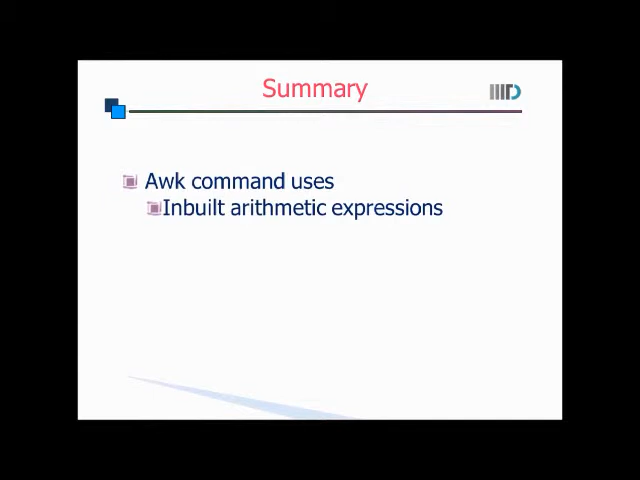 Summary
Awk command uses
Inbuilt arithmetic expressions